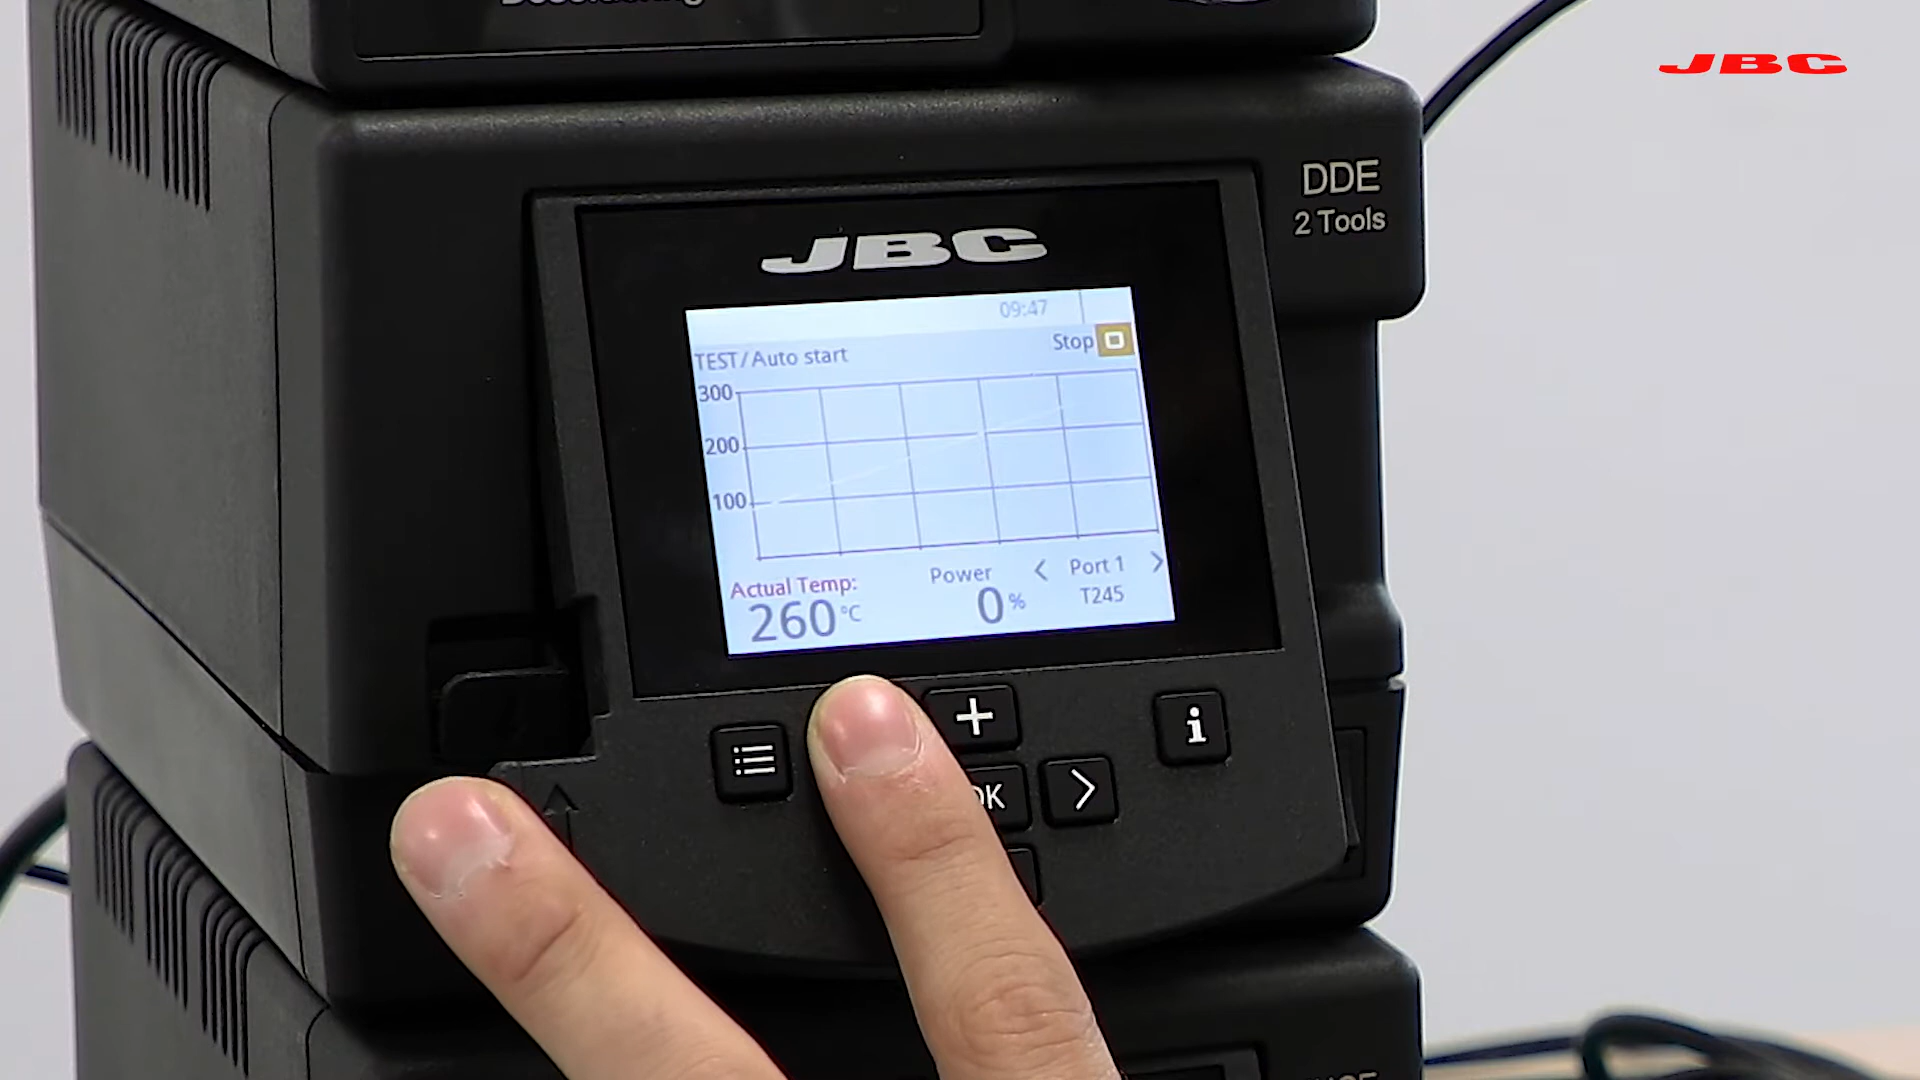 JBC
DDE
2 Tools
JBC
09:47
TEST/Auto start
Stop
300
200
100
Actual Temp:
260 °C
Power
0 %
< Port 1 >
T245
+
i
>